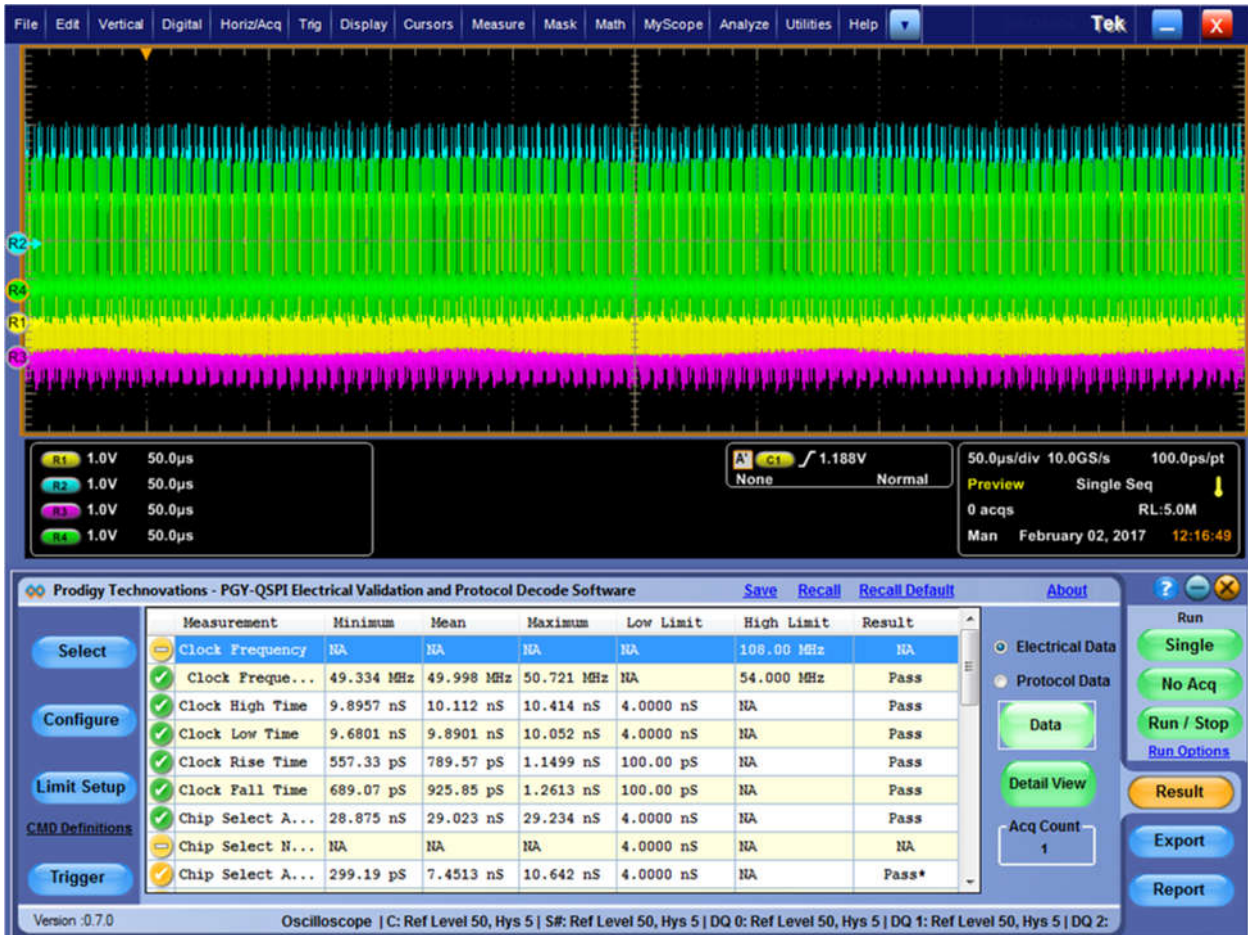 File Edit Vertical Digital Horiz/Acq Trig Display Cursors Measure Mask Math MyScope Analyze Utilities Help Tek X
R2
R4
R1
R3
R1 1.0V 50.0µs
R2 1.0V 50.0µs
R3 1.0V 50.0µs
R4 1.0V 50.0µs
A' C1 1.188V
None Normal
50.0µs/div 10.0GS/s 100.0ps/pt
Preview Single Seq
0 acqs RL:5.0M
Man February 02, 2017 12:16:49
Prodigy Technovations - PGY-QSPI Electrical Validation and Protocol Decode Software Save Recall Recall Default About ?
Select
Configure
Limit Setup
CMD Definitions
Trigger
Measurement Minimum Mean Maximum Low Limit High Limit Result
Clock Frequency NA NA NA NA 108.00 MHz NA
Clock Freque... 49.334 MHz 49.998 MHz 50.721 MHz NA 54.000 MHz Pass
Clock High Time 9.8957 nS 10.112 nS 10.414 nS 4.0000 nS NA Pass
Clock Low Time 9.6801 nS 9.8901 nS 10.052 nS 4.0000 nS NA Pass
Clock Rise Time 557.33 pS 789.57 pS 1.1499 nS 100.00 pS NA Pass
Clock Fall Time 689.07 pS 925.85 pS 1.2613 nS 100.00 pS NA Pass
Chip Select A... 28.875 nS 29.023 nS 29.234 nS 4.0000 nS NA Pass
Chip Select N... NA NA NA 4.0000 nS NA NA
Chip Select A... 299.19 pS 7.4513 nS 10.642 nS 4.0000 nS NA Pass*
Electrical Data
Protocol Data
Data
Detail View
Acq Count
1
Run
Single
No Acq
Run / Stop
Run Options
Result
Export
Report
Version :0.7.0 Oscilloscope | C: Ref Level 50, Hys 5 | S#: Ref Level 50, Hys 5 | DQ 0: Ref Level 50, Hys 5 | DQ 1: Ref Level 50, Hys 5 | DQ 2: